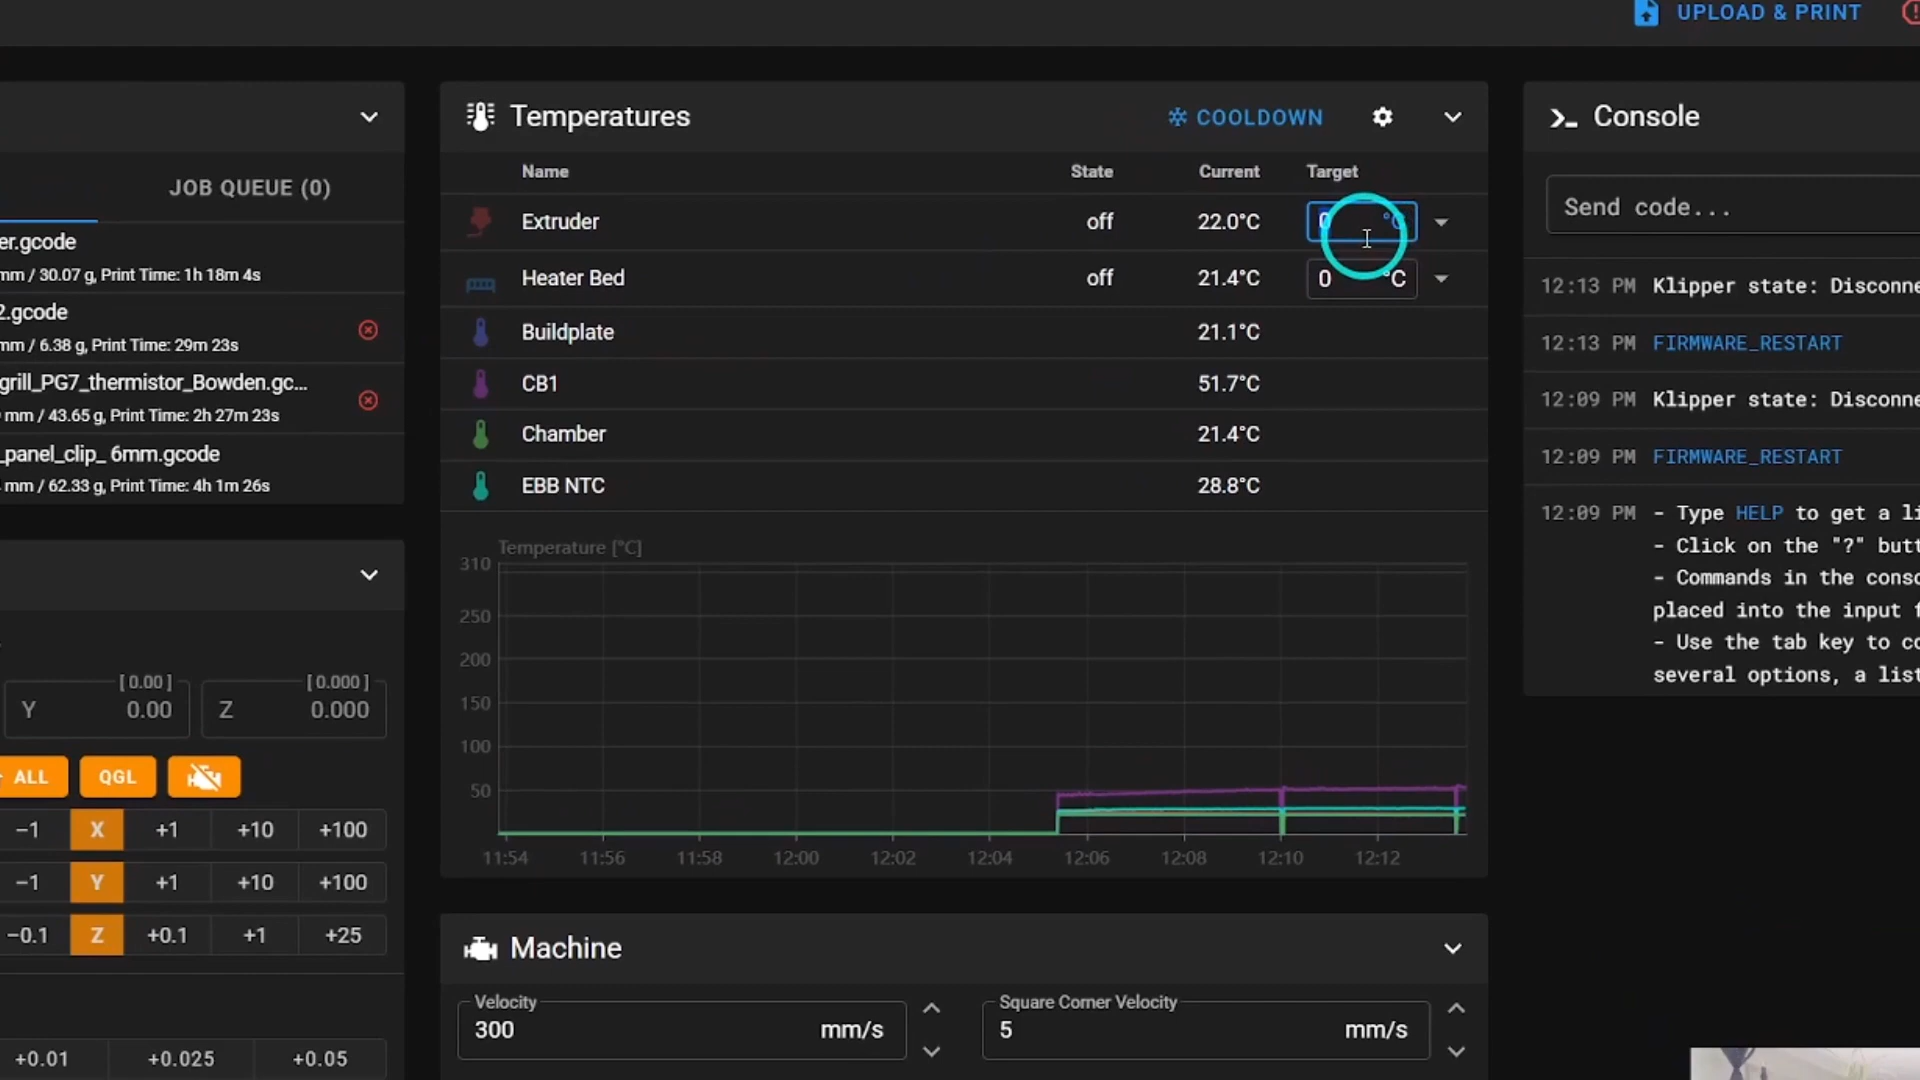 UPLOAD & PRINT
JOB QUEUE (0)
er.gcode
mm / 30.07 g, Print Time: 1h 18m 4s
2.gcode
mm / 6.38 g, Print Time: 29m 23s
grill_PG7_thermistor_Bowden.gc...
mm / 43.65 g, Print Time: 2h 27m 23s
_panel_clip_ 6mm.gcode
mm / 62.33 g, Print Time: 4h 1m 26s
[ 0.00 ]
[ 0.000 ]
Y 0.00
Z 0.000
ALL
QGL
−1 X +1 +10 +100
−1 Y +1 +10 +100
−0.1 Z +0.1 +1 +25
+0.01 +0.025 +0.05
Temperatures
COOLDOWN
Name State Current Target
Extruder off 22.0°C 0 °C
Heater Bed off 21.4°C 0 °C
Buildplate 21.1°C
CB1 51.7°C
Chamber 21.4°C
EBB NTC 28.8°C
Temperature [°C]
310
250
200
150
100
50
11:54 11:56 11:58 12:00 12:02 12:04 12:06 12:08 12:10 12:12
Machine
Velocity
300 mm/s
Square Corner Velocity
5 mm/s
Console
Send code...
12:13 PM Klipper state: Disconne
12:13 PM FIRMWARE_RESTART
12:09 PM Klipper state: Disconne
12:09 PM FIRMWARE_RESTART
12:09 PM - Type HELP to get a li
- Click on the "?" butt
- Commands in the conso
placed into the input f
- Use the tab key to co
several options, a list